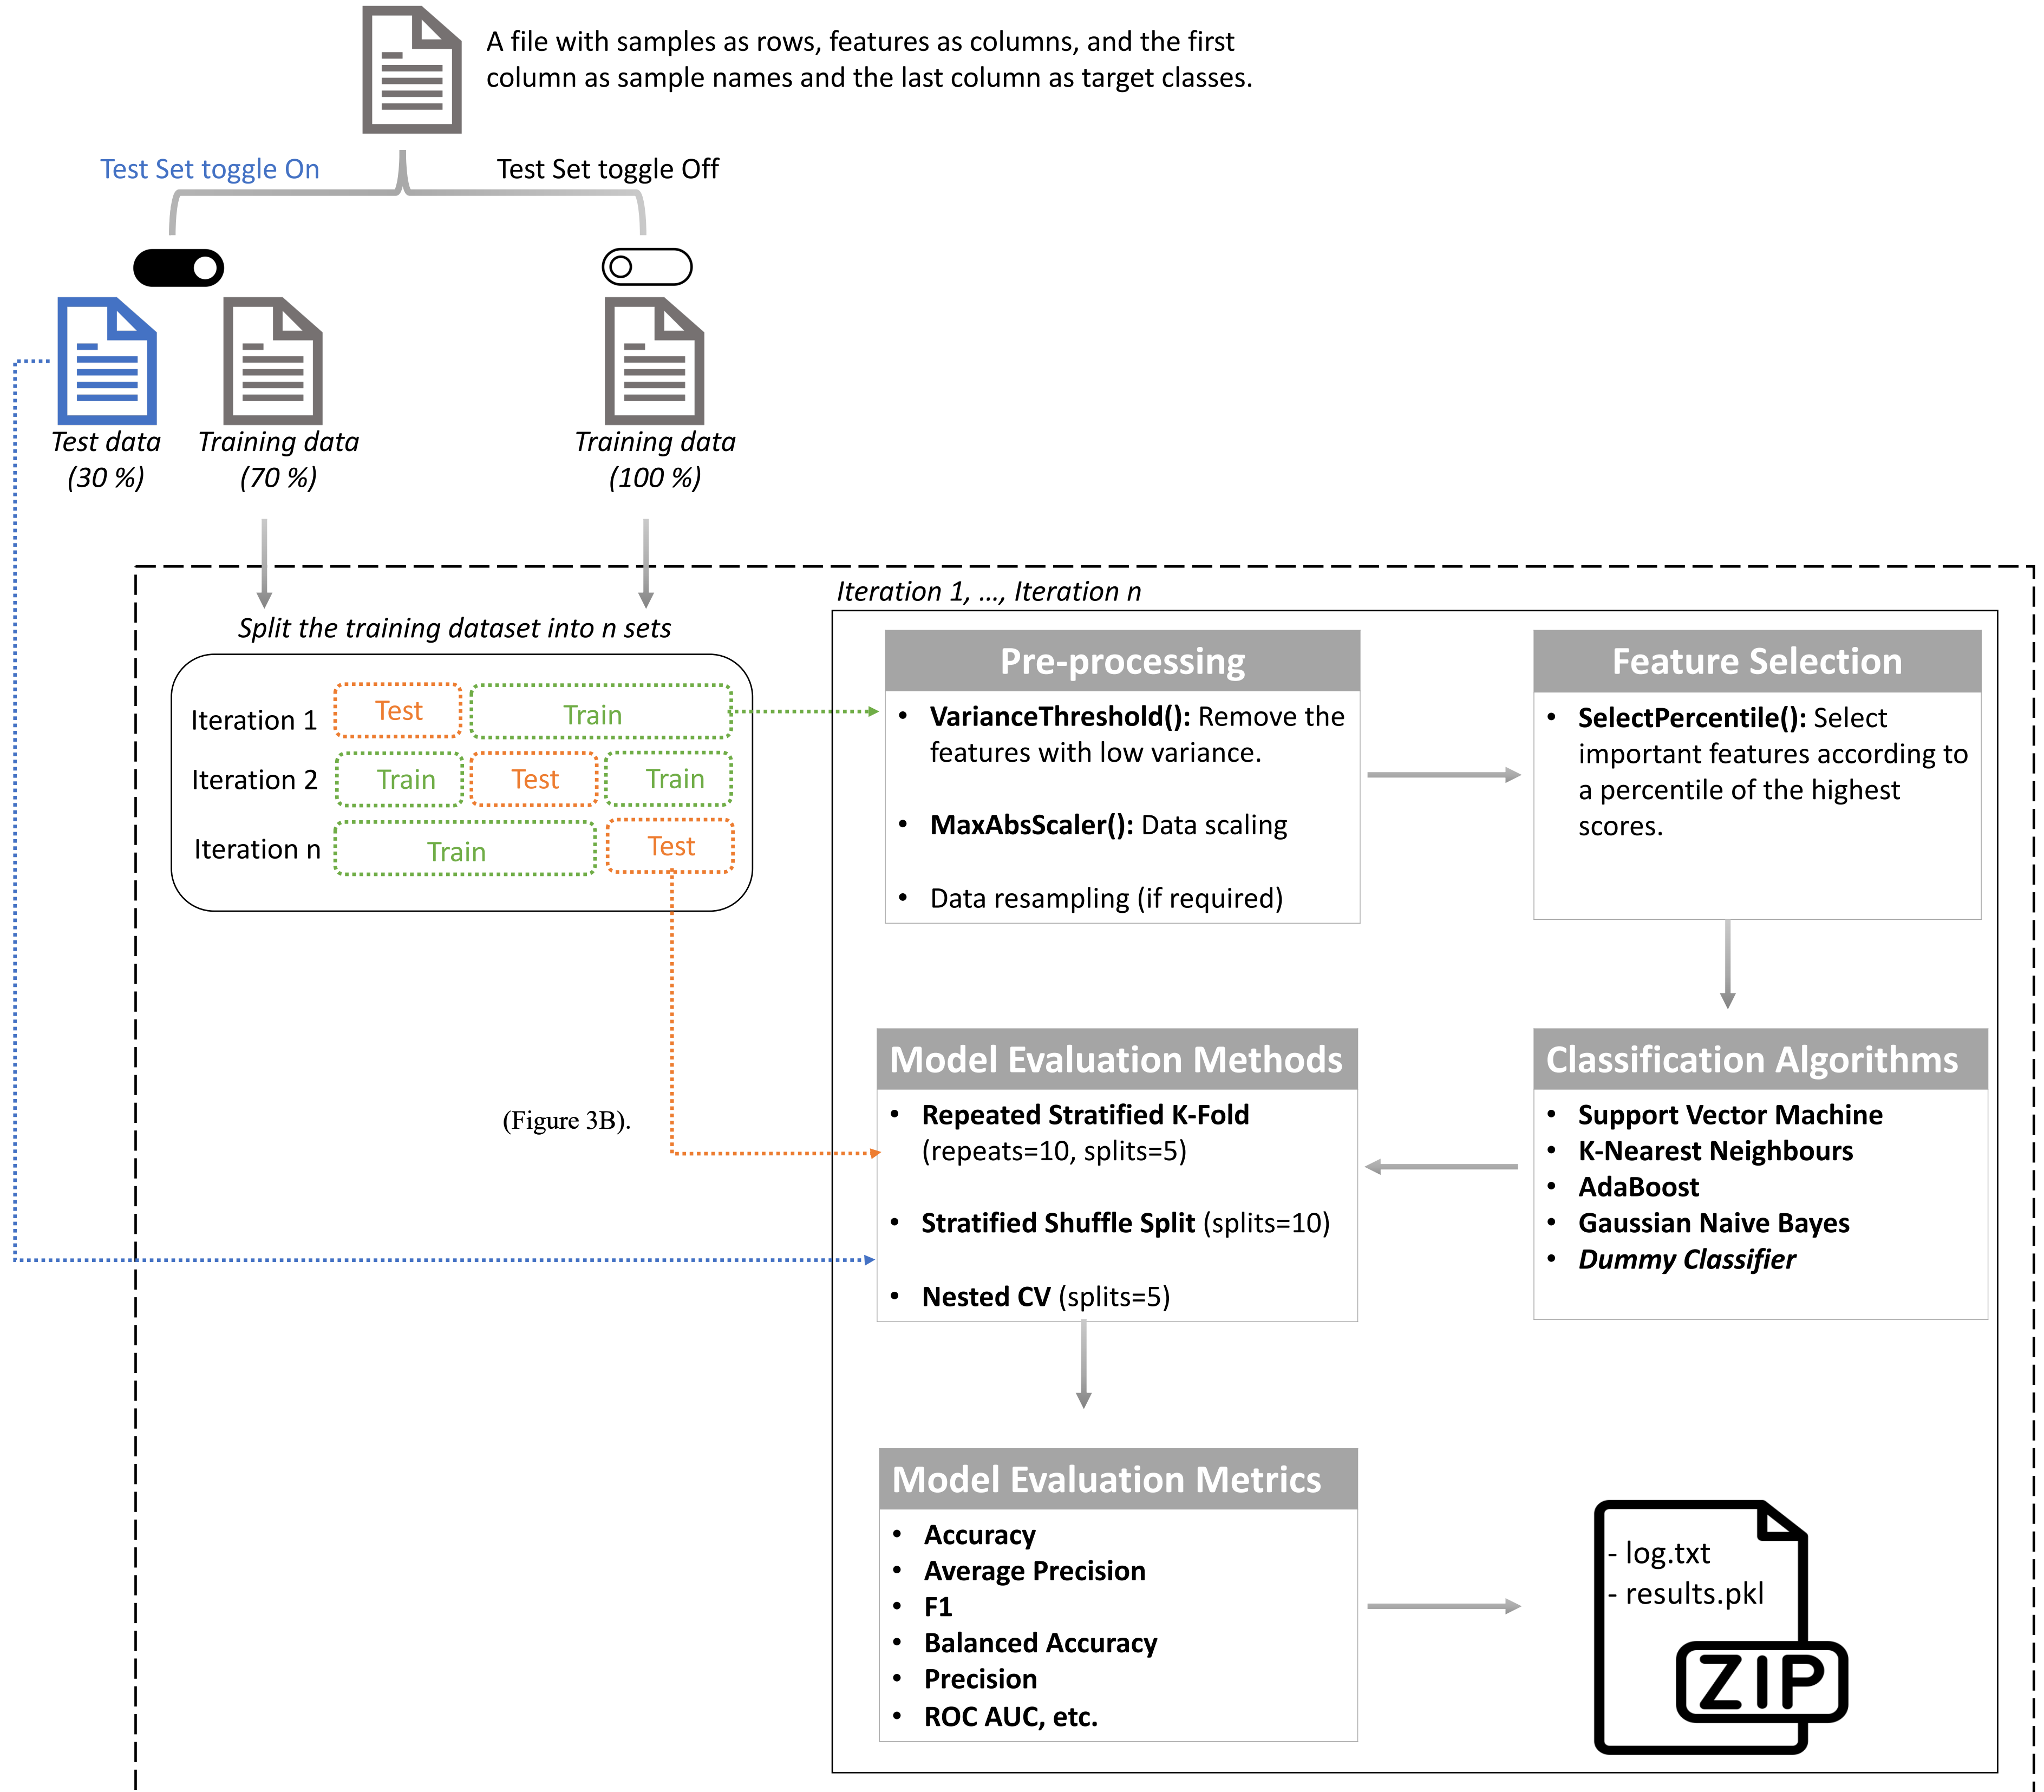 A file with samples as rows, features as columns, and the first
column as sample names and the last column as target classes.
Test Set toggle On
Test Set toggle Off
Test data
(30 %)
Training data
(70 %)
Training data
(100 %)
Split the training dataset into n sets
Iteration 1
Test
Train
Iteration 2
Train
Test
Train
Iteration n
Train
Test
(Figure 3B).
Iteration 1, ..., Iteration n
Pre-processing
• VarianceThreshold(): Remove the
features with low variance.
• MaxAbsScaler(): Data scaling
• Data resampling (if required)
Feature Selection
• SelectPercentile(): Select
important features according to
a percentile of the highest
scores.
Classification Algorithms
• Support Vector Machine
• K-Nearest Neighbours
• AdaBoost
• Gaussian Naive Bayes
• Dummy Classifier
Model Evaluation Methods
• Repeated Stratified K-Fold
(repeats=10, splits=5)
• Stratified Shuffle Split (splits=10)
• Nested CV (splits=5)
Model Evaluation Metrics
• Accuracy
• Average Precision
• F1
• Balanced Accuracy
• Precision
• ROC AUC, etc.
- log.txt
- results.pkl
ZIP